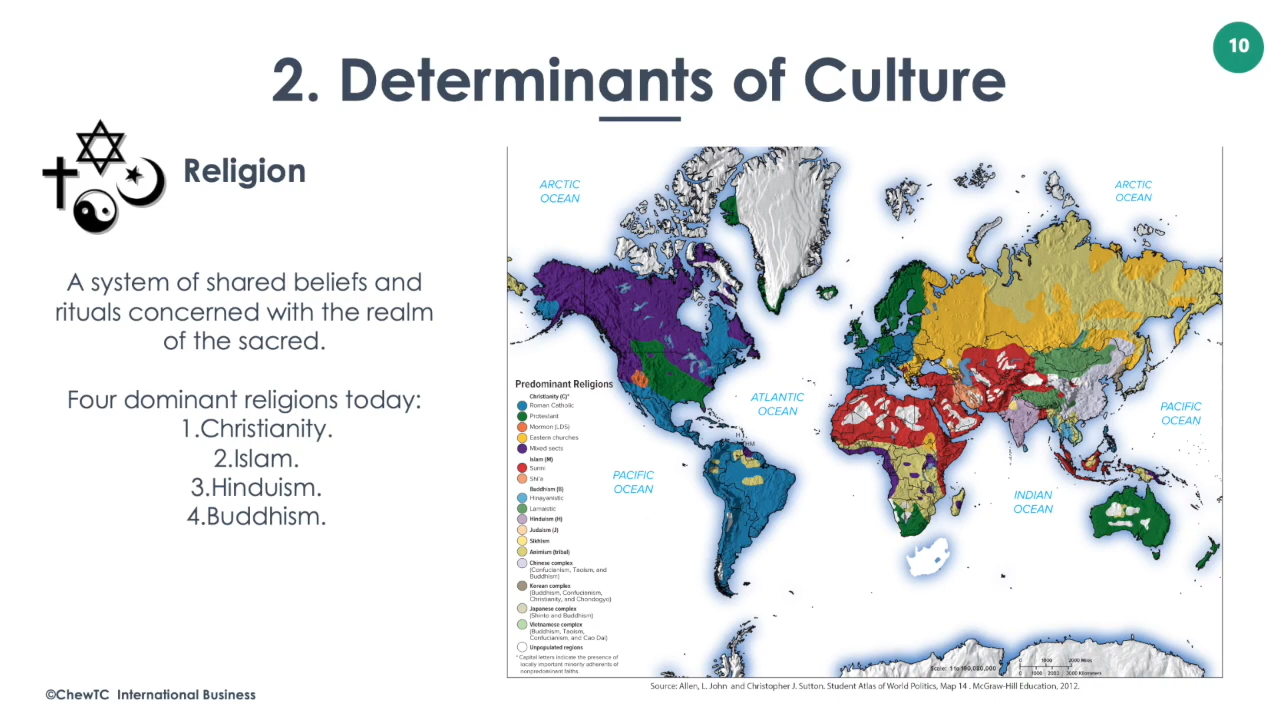 10
2. Determinants of Culture
Religion
A system of shared beliefs and
rituals concerned with the realm
of the sacred.
Four dominant religions today:
1.Christianity.
2.Islam.
3.Hinduism.
4.Buddhism.
ARCTIC
OCEAN
ARCTIC
OCEAN
ATLANTIC
OCEAN
PACIFIC
OCEAN
PACIFIC
OCEAN
INDIAN
OCEAN
Predominant Religions
Christianity (C)*
Roman Catholic
Protestant
Mormon (LDS)
Eastern churches
Mixed sects
Islam (M)
Sunni
Shi'a
Buddhism (B)
Hinayanistic
Lamaistic
Hinduism (H)
Judaism (J)
Sikhism
Animism (tribal)
Chinese complex
(Confucianism, Taoism, and
Buddhism)
Korean complex
(Buddhism, Confucianism,
Christianity, and Chondogyo)
Japanese complex
(Shinto and Buddhism)
Vietnamese complex
(Buddhism, Taoism,
Confucianism, and Cao Dai)
Unpopulated regions
* Capital letters indicate the presence of
locally important minority adherents of
nonpredominant faiths.
Scale: 1 to 160,080,000
0 1000 2000 Miles
0 1000 2000 3000 Kilometers
Source: Allen, L. John and Christopher J. Sutton. Student Atlas of World Politics, Map 14 . McGraw-Hill Education, 2012.
©ChewTC International Business